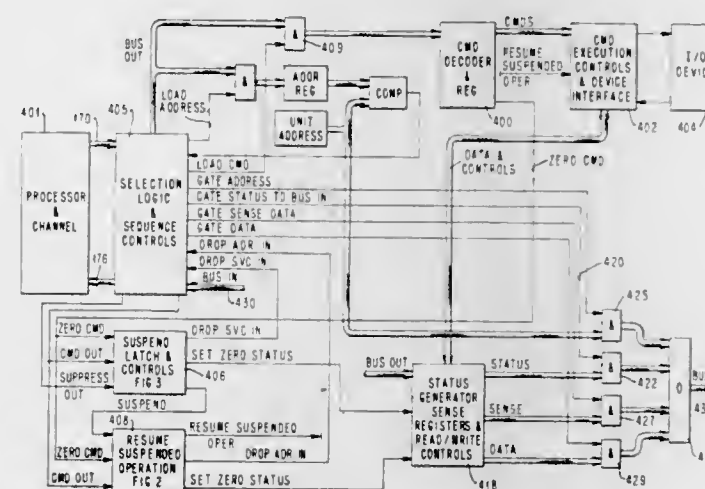 BUS OUT
&
409
CMD DECODER & REG
400
CMDS
RESUME SUSPENDED OPER
CMD EXECUTION CONTROLS & DEVICE INTERFACE
402
I/O
404
401
PROCESSOR & CHANNEL
170
176
405
SELECTION LOGIC & SEQUENCE CONTROLS
LOAD ADDRESS
&
ADDR REG
COMP
UNIT ADDRESS
LOAD CMD
GATE ADDRESS
GATE STATUS TO BUS IN
GATE SENSE DATA
GATE DATA
DROP ADR IN
DROP SVC IN
BUS IN
430
DATA & CONTROLS
ZERO CMD
420
425
&
422
&
427
&
429
&
O
BUS
ZERO CMD
CMD OUT
SUPPRESS OUT
SUSPEND LATCH & CONTROLS FIG 3
406
DROP SVC IN
SET ZERO STATUS
SUSPEND
408
ZERO CMD
CMD OUT
RESUME SUSPENDED OPERATION FIG 2
RESUME SUSPENDED OPER
DROP ADR IN
SET ZERO STATUS
BUS OUT
STATUS GENERATOR SENSE REGISTERS & READ/WRITE CONTROLS
418
STATUS
SENSE
DATA